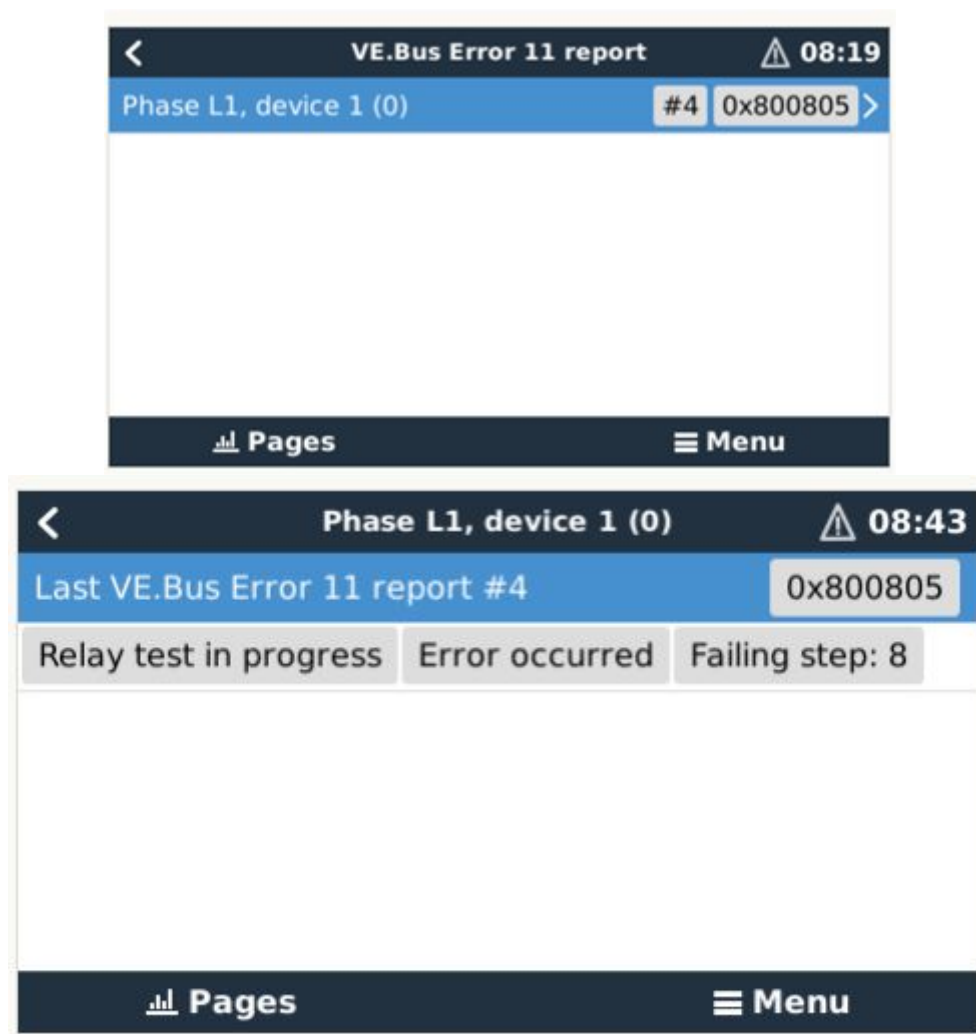 VE.Bus Error 11 report 08:19
Phase L1, device 1 (0) #4 0x800805
Pages Menu
Phase L1, device 1 (0) 08:43
Last VE.Bus Error 11 report #4 0x800805
Relay test in progress Error occurred Failing step: 8
Pages Menu